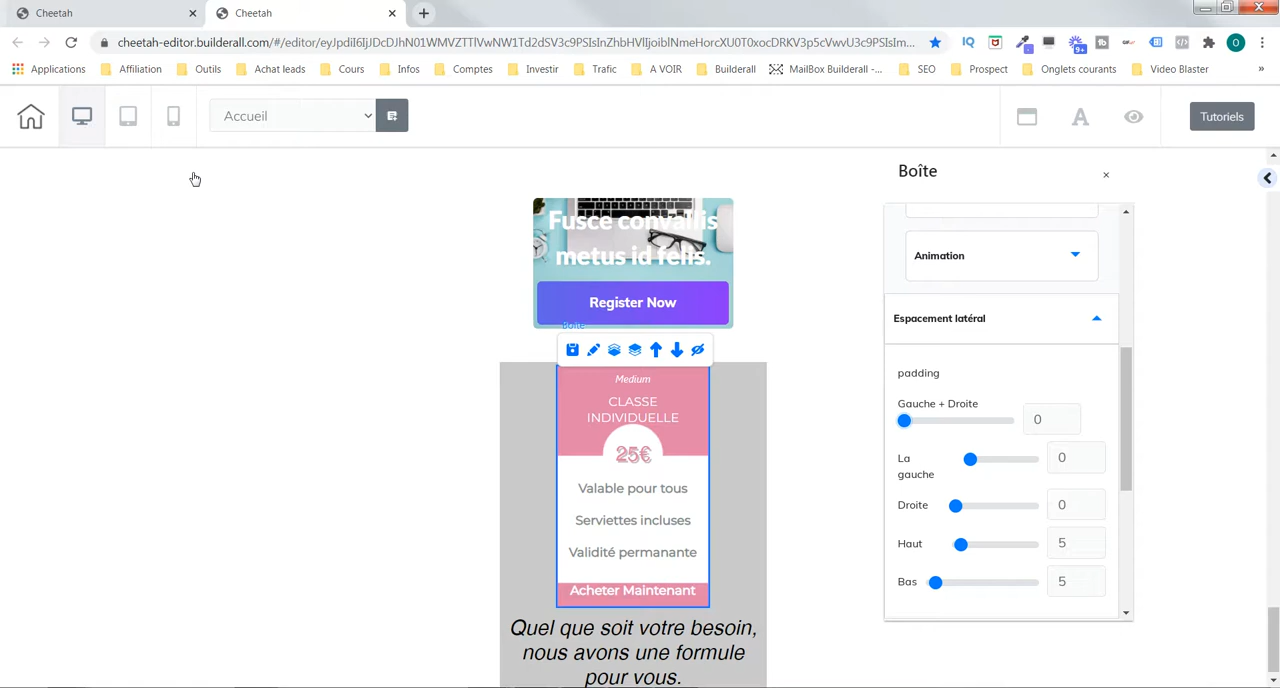 Cheetah
Cheetah
cheetah-editor.builderall.com/#/editor/
Applications Affiliation Outils Achat leads Cours Infos Comptes Investir Trafic A VOIR Builderall MailBox Builderall -... SEO Prospect Onglets courants Video Blaster »
Accueil
Tutoriels
Boîte
Fusce convallis
metus id felis.
Register Now
Boîte
Medium
CLASSE
INDIVIDUELLE
25€
Valable pour tous
Serviettes incluses
Validité permanante
Acheter Maintenant
Quel que soit votre besoin,
nous avons une formule
pour vous.
Animation
Espacement latéral
padding
Gauche + Droite
0
La
gauche
0
Droite
0
Haut
5
Bas
5